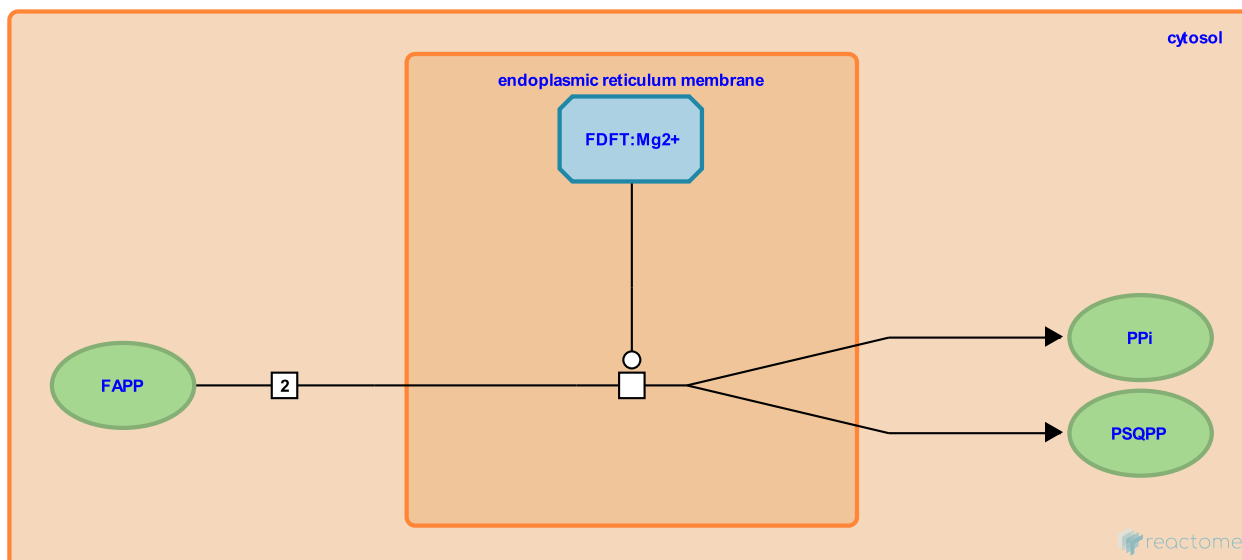 cytosol
endoplasmic reticulum membrane
FDFT:Mg2+
PPi
FAPP
2
PSQPP
reactome